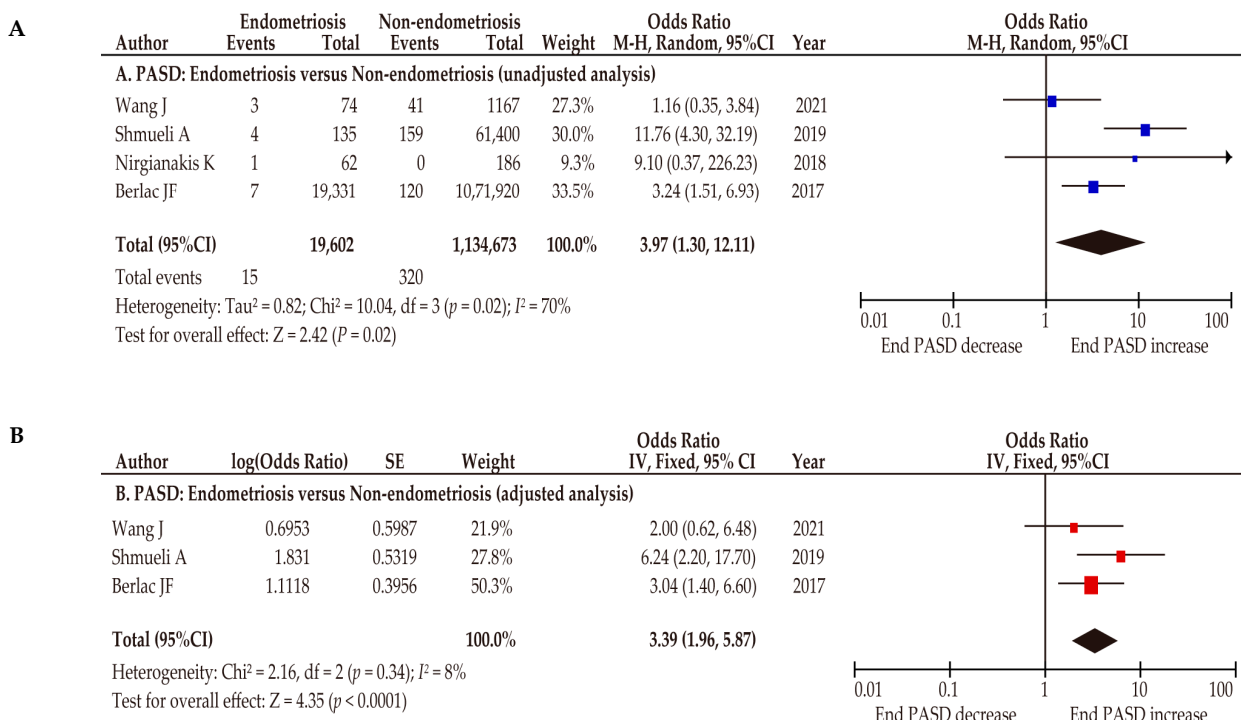 A
Endometriosis Non-endometriosis Odds Ratio Odds Ratio
Author Events Total Events Total Weight M-H, Random, 95%CI Year M-H, Random, 95%CI
A. PASD: Endometriosis versus Non-endometriosis (unadjusted analysis)
Wang J 3 74 41 1167 27.3% 1.16 (0.35, 3.84) 2021
Shmueli A 4 135 159 61,400 30.0% 11.76 (4.30, 32.19) 2019
Nirgianakis K 1 62 0 186 9.3% 9.10 (0.37, 226.23) 2018
Berlac JF 7 19,331 120 10,71,920 33.5% 3.24 (1.51, 6.93) 2017
Total (95%CI) 19,602 1,134,673 100.0% 3.97 (1.30, 12.11)
Total events 15 320
Heterogeneity: Tau² = 0.82; Chi² = 10.04, df = 3 (p = 0.02); I² = 70%
Test for overall effect: Z = 2.42 (P = 0.02)
0.01 0.1 1 10 100
End PASD decrease End PASD increase
B
Odds Ratio Odds Ratio
Author log(Odds Ratio) SE Weight IV, Fixed, 95% CI Year IV, Fixed, 95% CI
B. PASD: Endometriosis versus Non-endometriosis (adjusted analysis)
Wang J 0.6953 0.5987 21.9% 2.00 (0.62, 6.48) 2021
Shmueli A 1.831 0.5319 27.8% 6.24 (2.20, 17.70) 2019
Berlac JF 1.1118 0.3956 50.3% 3.04 (1.40, 6.60) 2017
Total (95%CI) 100.0% 3.39 (1.96, 5.87)
Heterogeneity: Chi² = 2.16, df = 2 (p = 0.34); I² = 8%
Test for overall effect: Z = 4.35 (p < 0.0001)
0.01 0.1 1 10 100
End PASD decrease End PASD increase